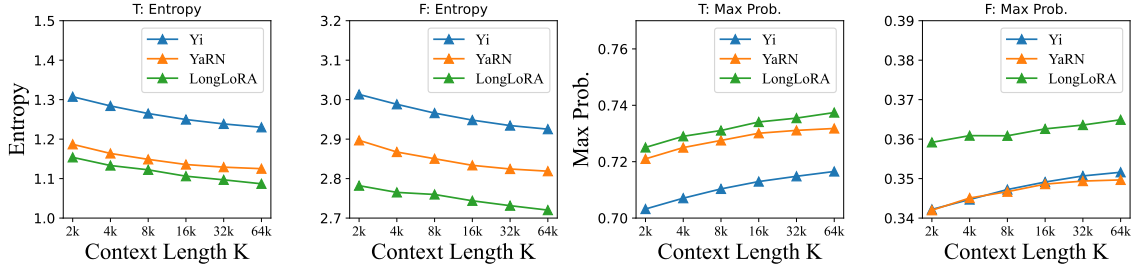 T: Entropy
Entropy
1.5
1.4
1.3
1.2
1.1
1.0
Yi
YaRN
LongLoRA
2k 4k 8k 16k 32k 64k
Context Length K
F: Entropy
3.2
3.1
3.0
2.9
2.8
2.7
Yi
YaRN
LongLoRA
2k 4k 8k 16k 32k 64k
Context Length K
T: Max Prob.
Max Prob.
0.76
0.74
0.72
0.70
Yi
YaRN
LongLoRA
2k 4k 8k 16k 32k 64k
Context Length K
F: Max Prob.
0.39
0.38
0.37
0.36
0.35
0.34
Yi
YaRN
LongLoRA
2k 4k 8k 16k 32k 64k
Context Length K